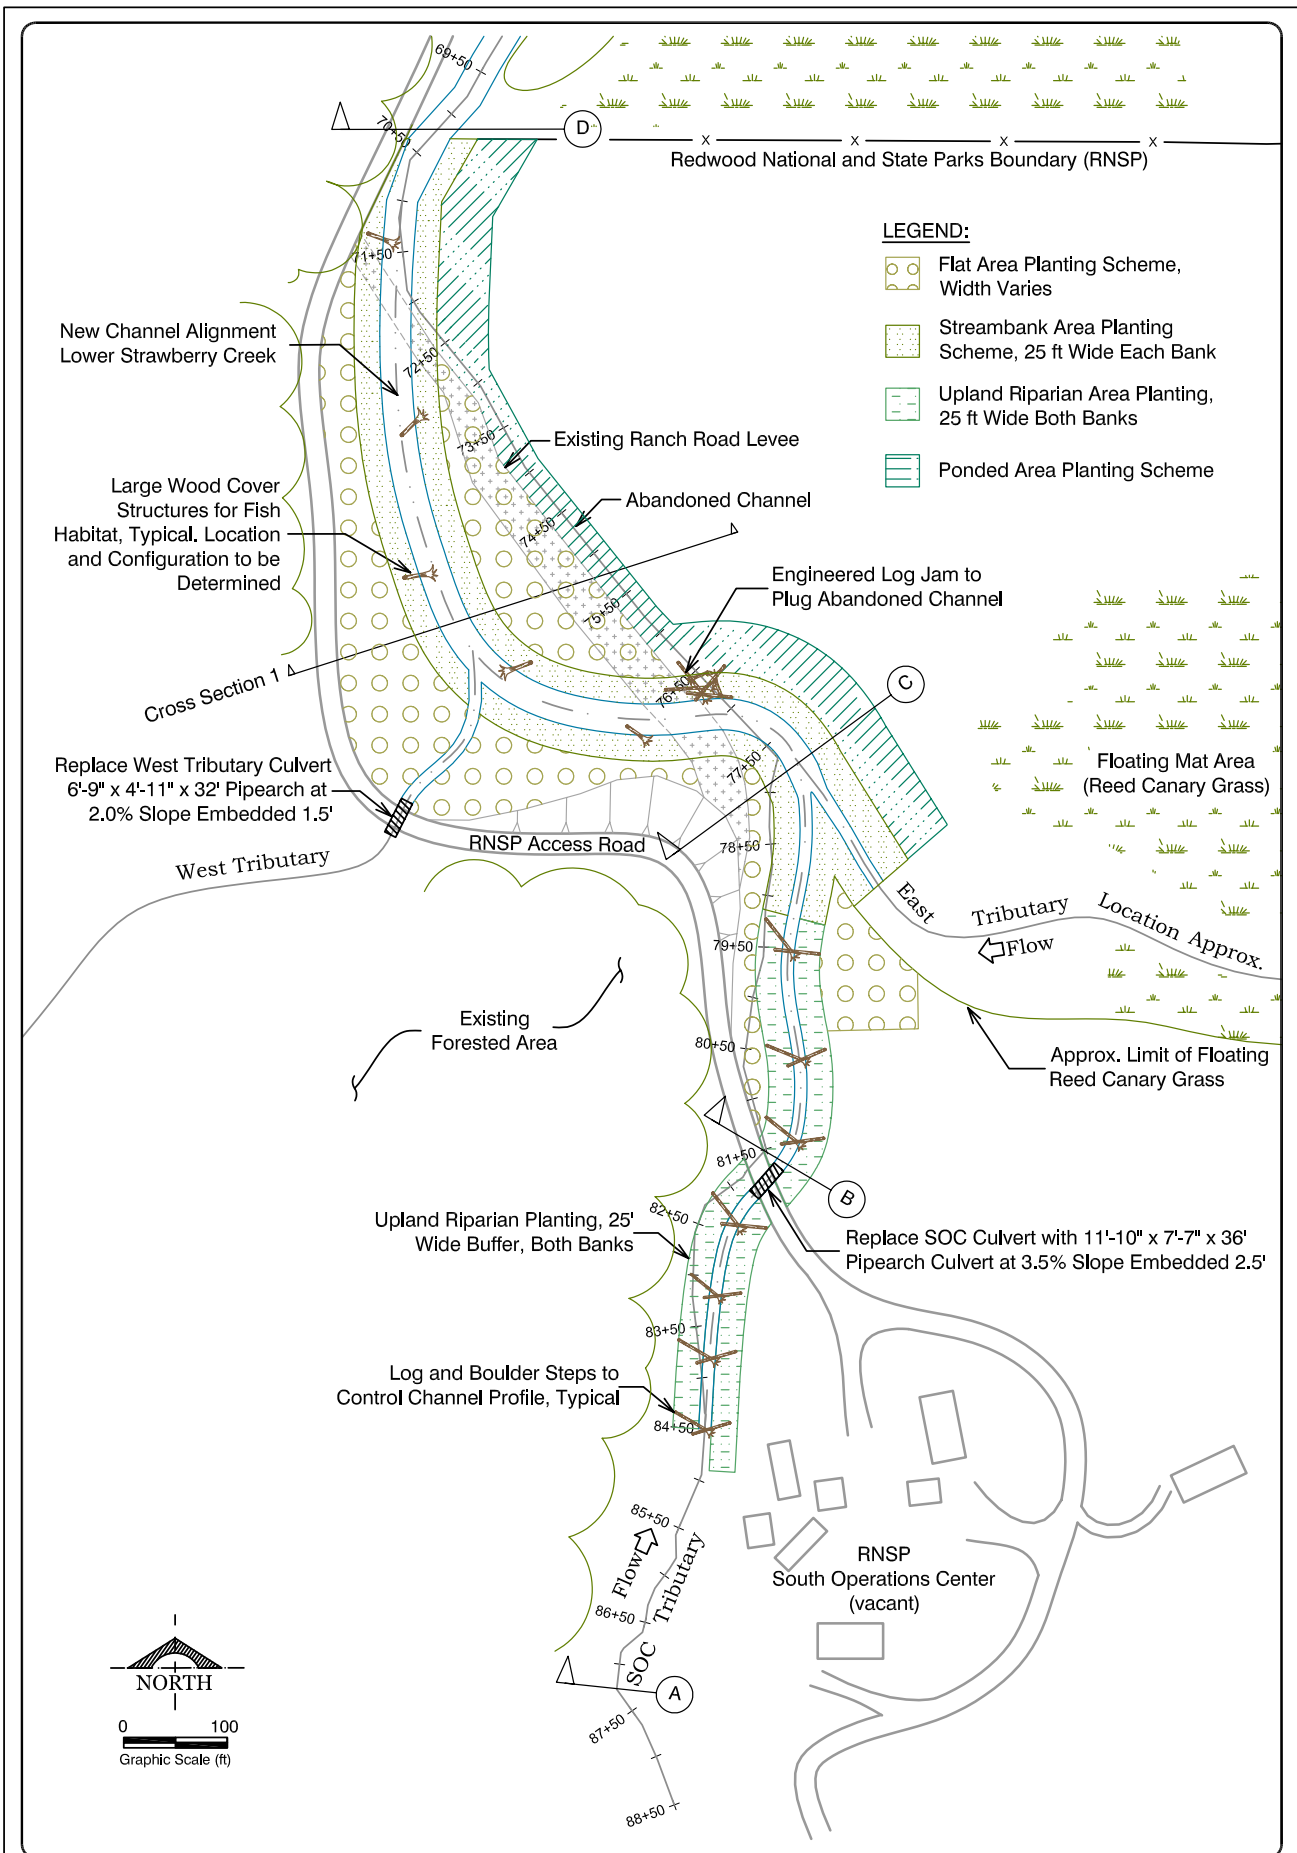 69+50
70+50
D
Redwood National and State Parks Boundary (RNSP)
x x x x
LEGEND:
Flat Area Planting Scheme,
Width Varies
Streambank Area Planting
Scheme, 25 ft Wide Each Bank
Upland Riparian Area Planting,
25 ft Wide Both Banks
Ponded Area Planting Scheme
71+50
New Channel Alignment
Lower Strawberry Creek
72+50
73+50
Existing Ranch Road Levee
Large Wood Cover
Structures for Fish
Habitat, Typical. Location
and Configuration to be
Determined
Abandoned Channel
74+50
Engineered Log Jam to
Plug Abandoned Channel
75+50
Cross Section 1
76+50
C
Replace West Tributary Culvert
6'-9" x 4'-11" x 32' Pipearch at
2.0% Slope Embedded 1.5'
77+50
Floating Mat Area
(Reed Canary Grass)
West Tributary
RNSP Access Road
78+50
East Tributary Location Approx.
Flow
79+50
Existing
Forested Area
80+50
Approx. Limit of Floating
Reed Canary Grass
81+50
B
82+50
Upland Riparian Planting, 25'
Wide Buffer, Both Banks
Replace SOC Culvert with 11'-10" x 7'-7" x 36'
Pipearch Culvert at 3.5% Slope Embedded 2.5'
83+50
Log and Boulder Steps to
Control Channel Profile, Typical
84+50
85+50
Flow
SOC Tributary
RNSP
South Operations Center
(vacant)
86+50
A
87+50
88+50
NORTH
0 100
Graphic Scale (ft)